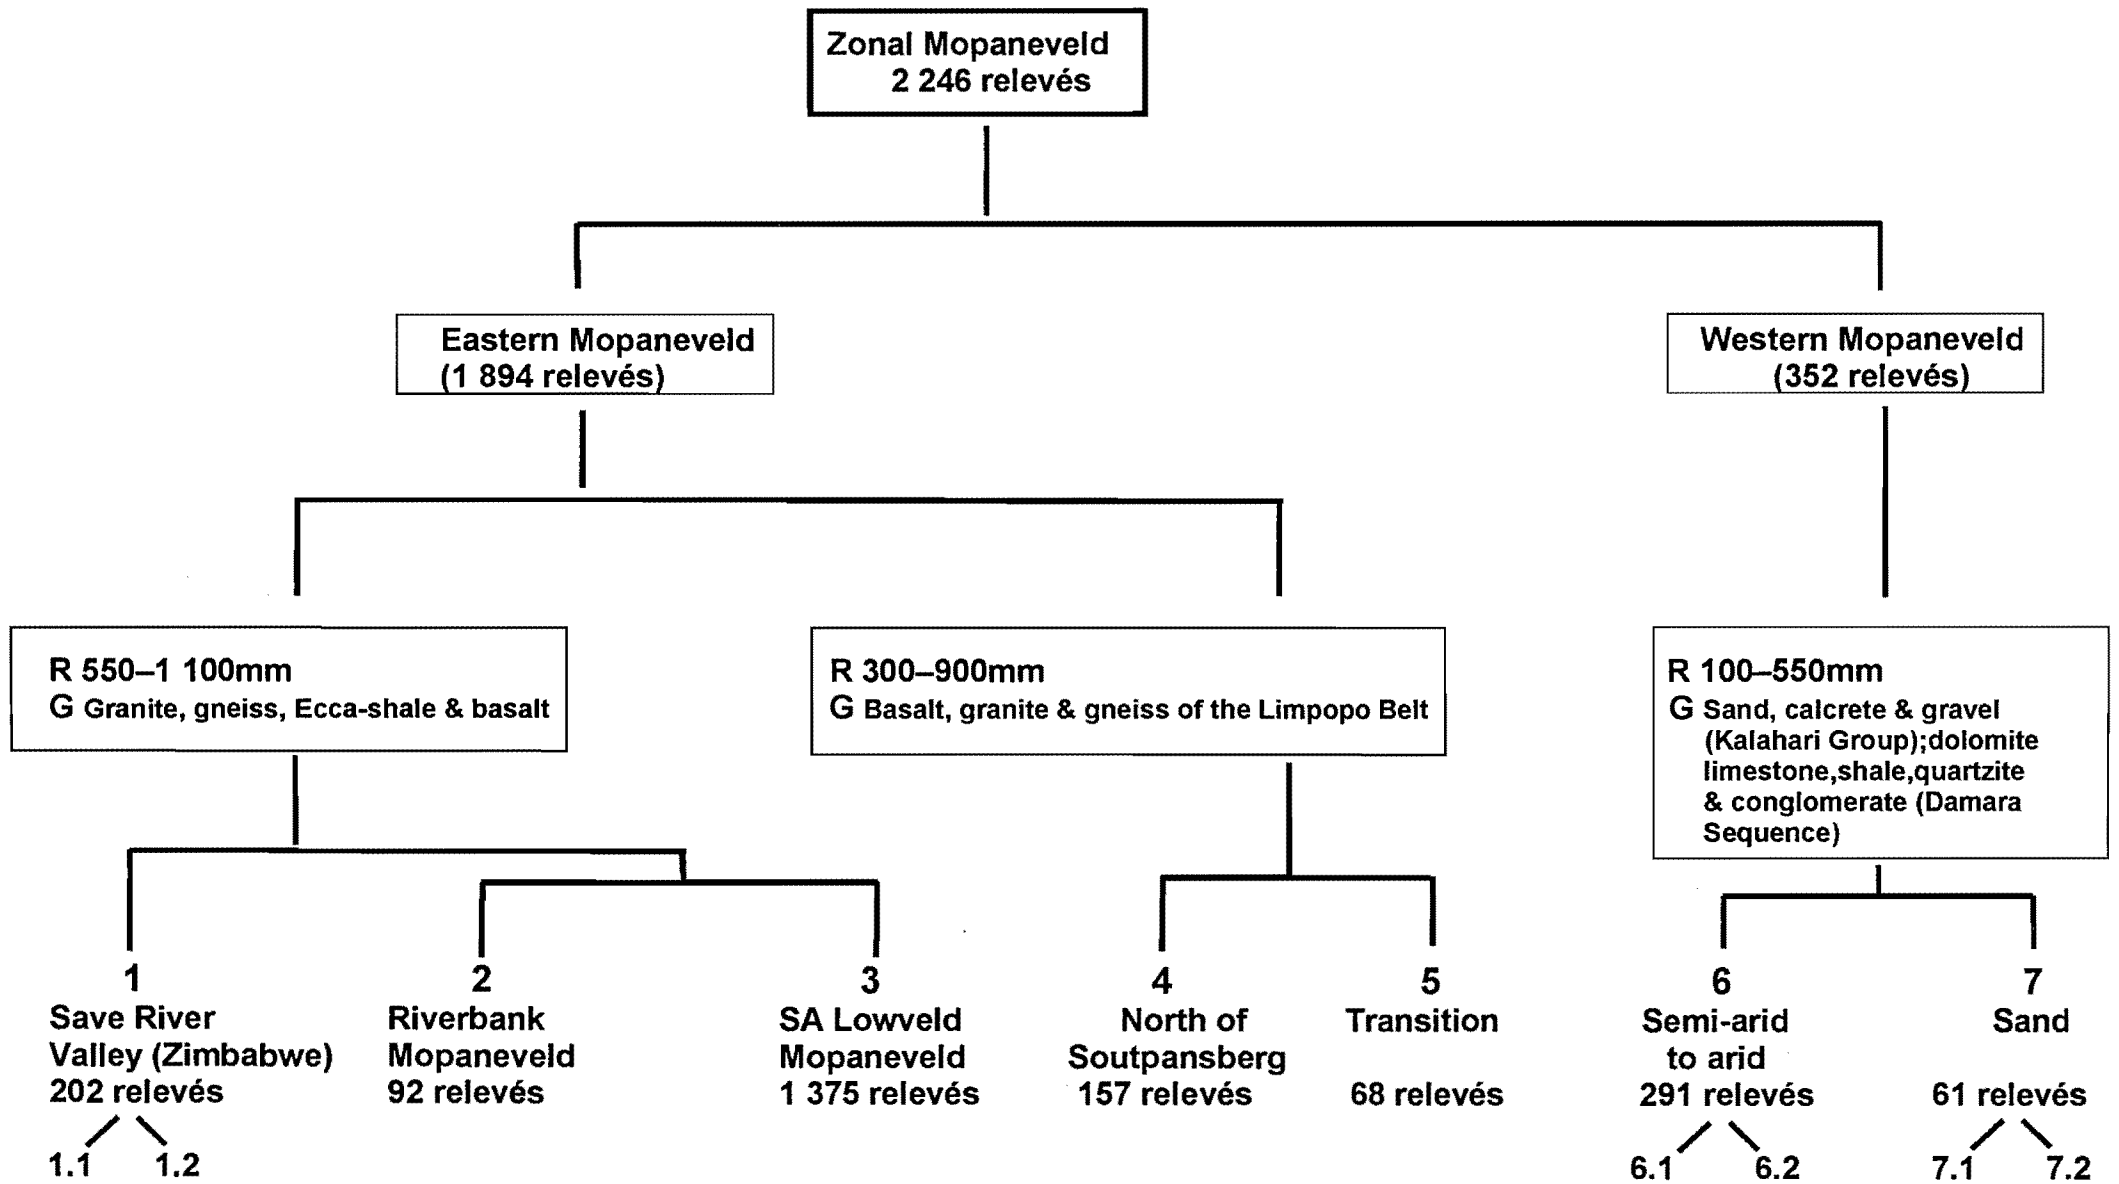 Zonal Mopaneveld
2 246 relevés
Eastern Mopaneveld
(1 894 relevés)
Western Mopaneveld
(352 relevés)
R 550–1 100mm
G Granite, gneiss, Ecca-shale & basalt
R 300–900mm
G Basalt, granite & gneiss of the Limpopo Belt
R 100–550mm
G Sand, calcrete & gravel
(Kalahari Group);dolomite
limestone,shale,quartzite
& conglomerate (Damara
Sequence)
1
Save River
Valley (Zimbabwe)
202 relevés
1.1 1.2
2
Riverbank
Mopaneveld
92 relevés
3
SA Lowveld
Mopaneveld
1 375 relevés
4
North of
Soutpansberg
157 relevés
5
Transition
68 relevés
6
Semi-arid
to arid
291 relevés
6.1 6.2
7
Sand
61 relevés
7.1 7.2